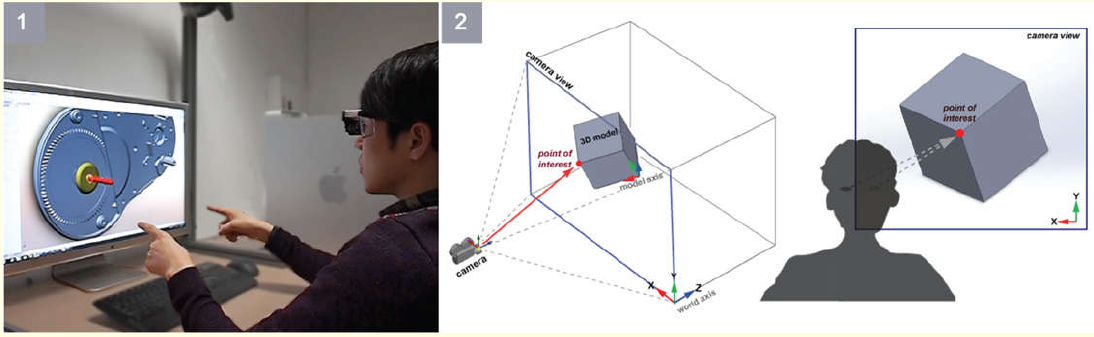 1
2
camera view
3D model
point of
interest
model axis
camera
X
Y
Z
world axis
camera view
point of
interest
Y
X